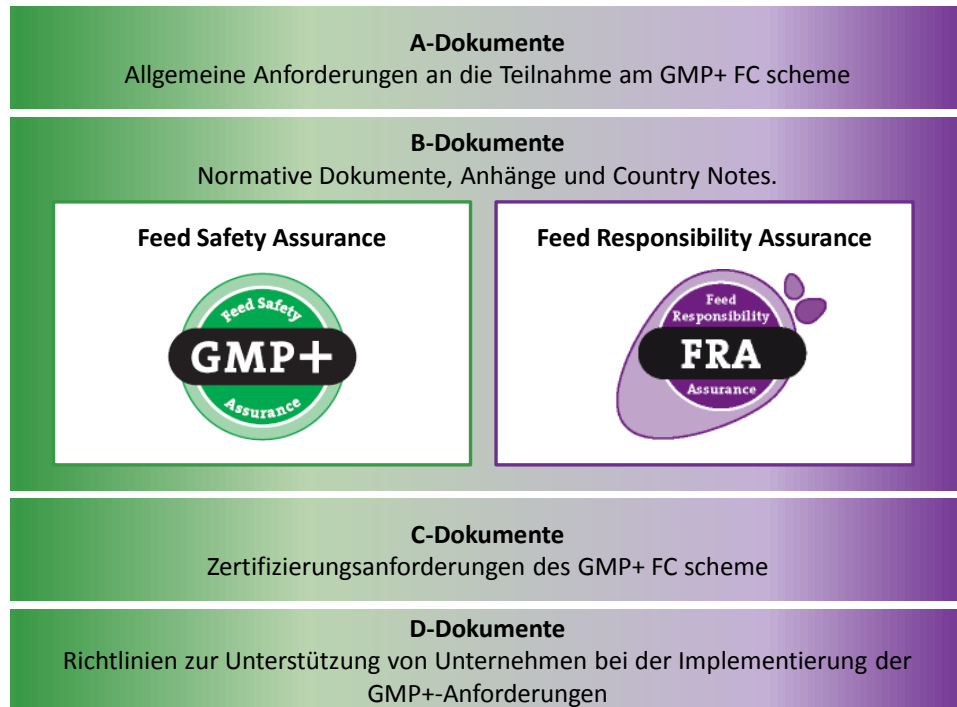 A-Dokumente
Allgemeine Anforderungen an die Teilnahme am GMP+ FC scheme
B-Dokumente
Normative Dokumente, Anhänge und Country Notes.
Feed Safety Assurance
Feed Safety
GMP+
Assurance
Feed Responsibility Assurance
Feed
Responsibility
FRA
Assurance
C-Dokumente
Zertifizierungsanforderungen des GMP+ FC scheme
D-Dokumente
Richtlinien zur Unterstützung von Unternehmen bei der Implementierung der
GMP+-Anforderungen